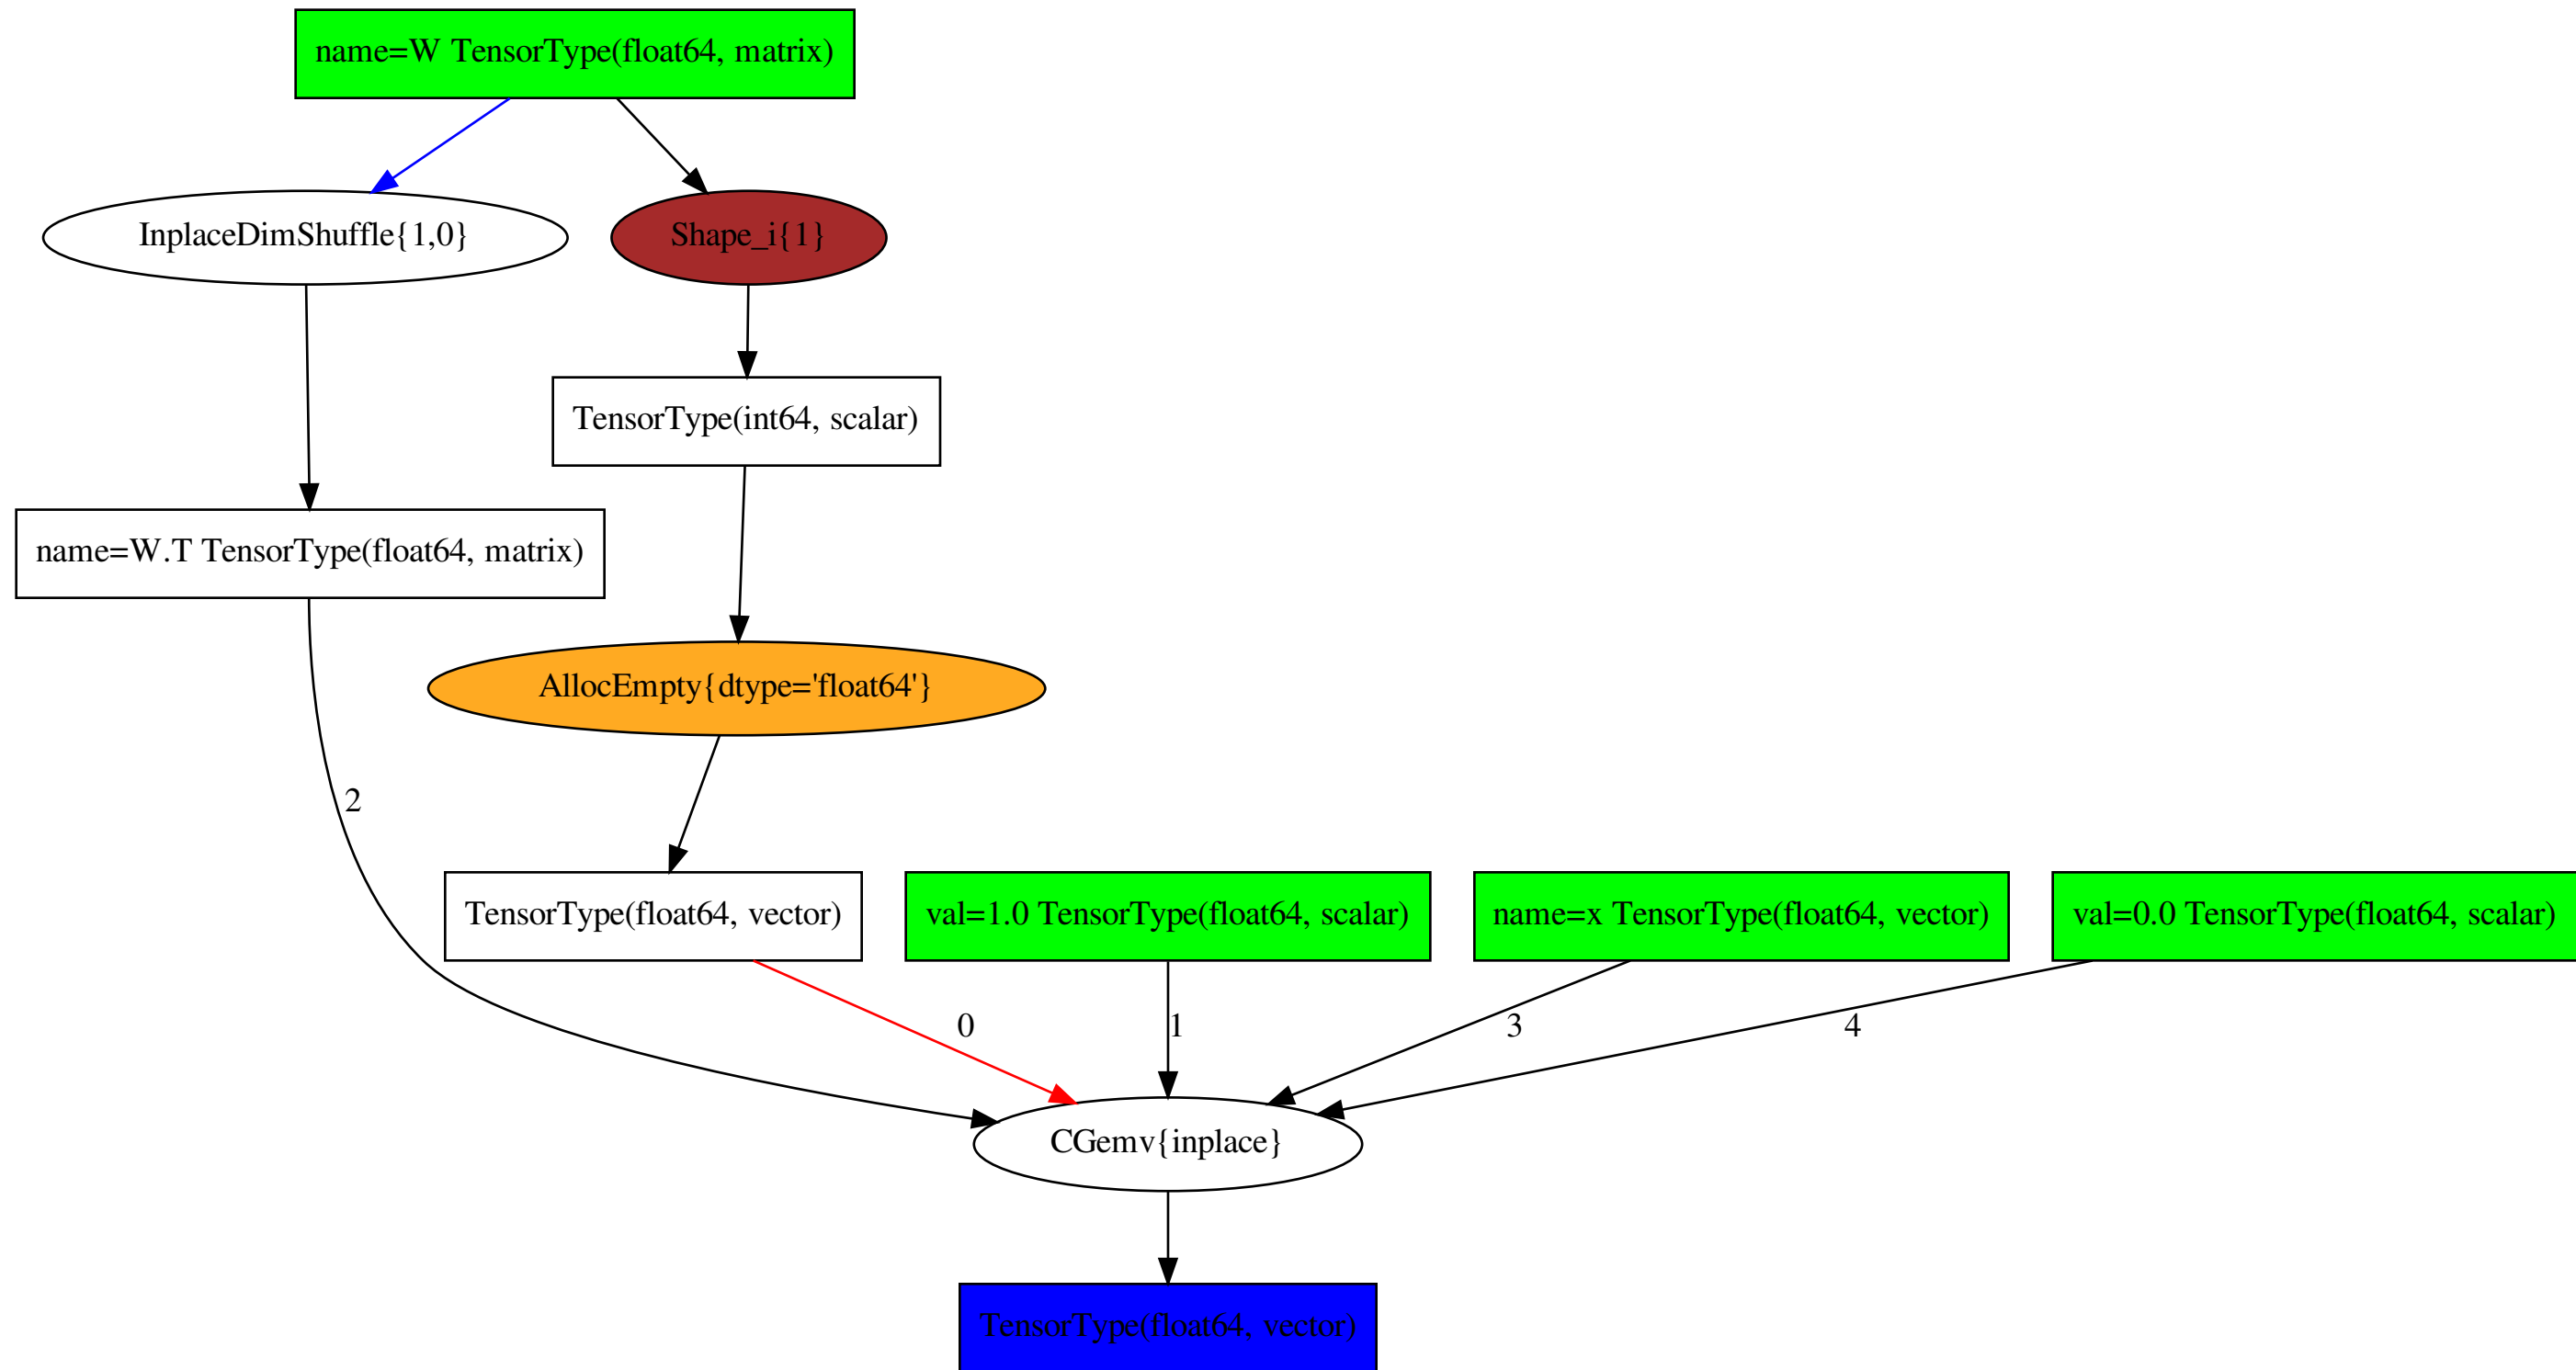 name=W TensorType(float64, matrix)
InplaceDimShuffle{1,0}
Shape_i{1}
TensorType(int64, scalar)
name=W.T TensorType(float64, matrix)
AllocEmpty{dtype='float64'}
2
TensorType(float64, vector)
val=1.0 TensorType(float64, scalar)
name=x TensorType(float64, vector)
val=0.0 TensorType(float64, scalar)
0
1
3
4
CGemv{inplace}
TensorType(float64, vector)